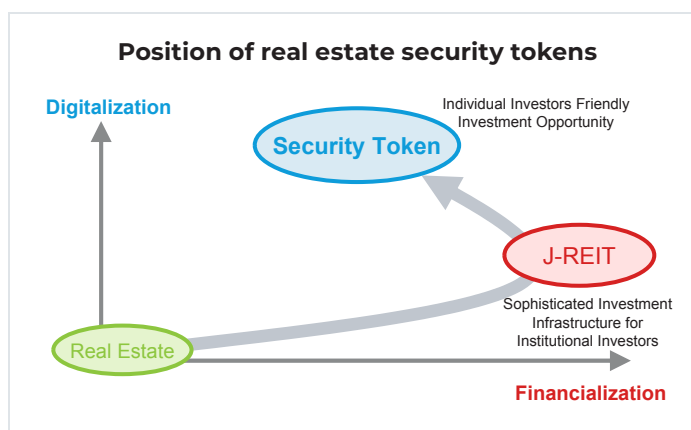 Position of real estate security tokens
Digitalization
Individual Investors Friendly
Investment Opportunity
Security Token
J-REIT
Sophisticated Investment
Infrastructure for
Institutional Investors
Real Estate
Financialization